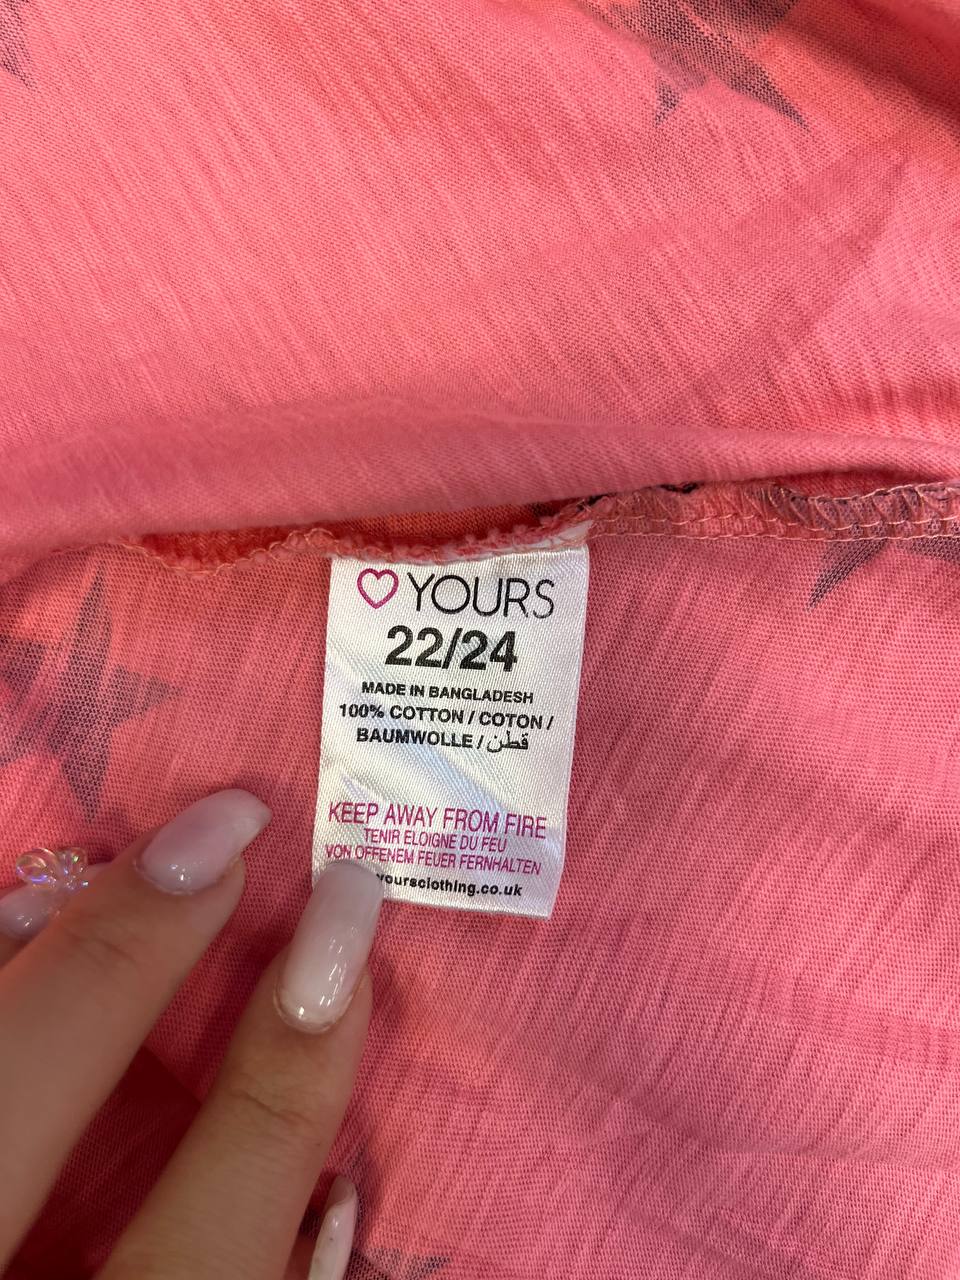 YOURS
22/24
MADE IN BANGLADESH
100% COTTON / COTON /
BAUMWOLLE / قطن
KEEP AWAY FROM FIRE
TENIR ELOIGNE DU FEU
VON OFFENEM FEUER FERNHALTEN
yoursclothing.co.uk